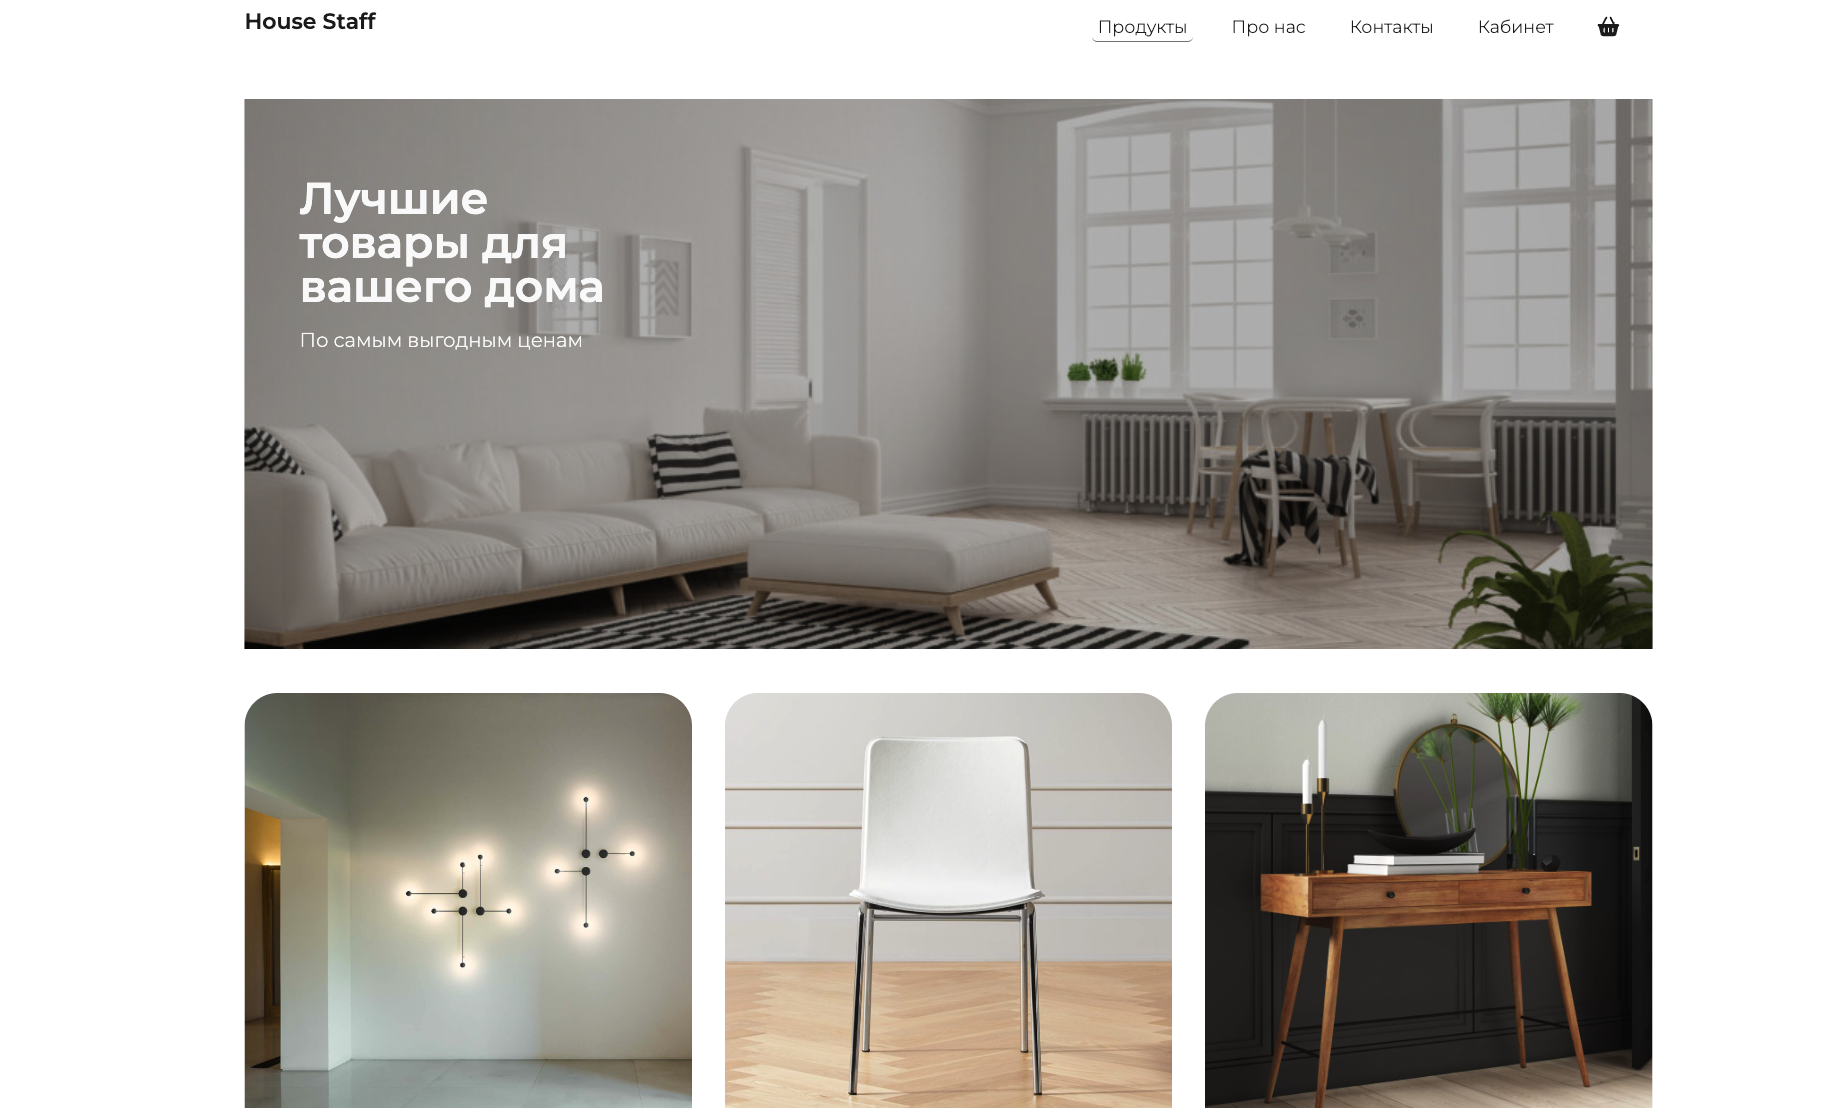 House Staff
Продукты
Про нас
Контакты
Кабинет
Лучшие
товары для
вашего дома
По самым выгодным ценам